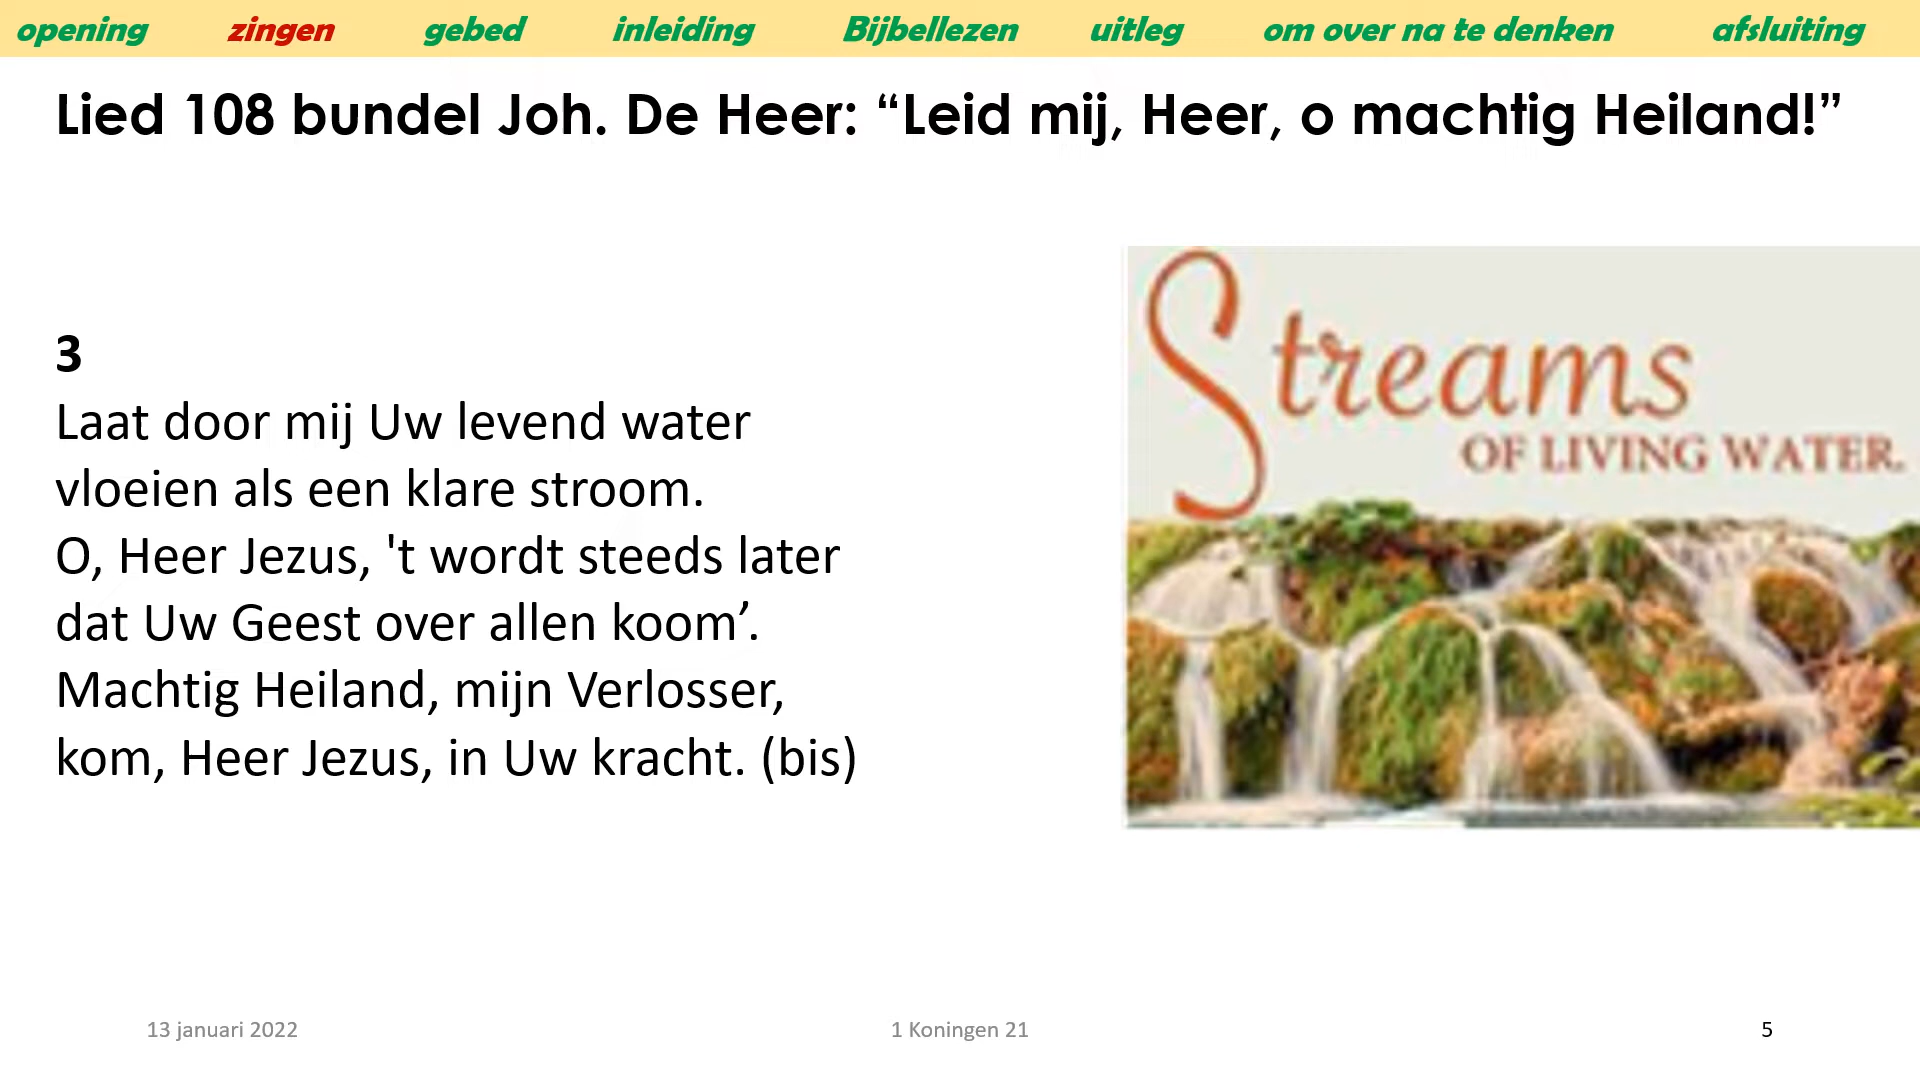 opening zingen gebed inleiding Bijbellezen uitleg om over na te denken afsluiting
Lied 108 bundel Joh. De Heer: “Leid mij, Heer, o machtig Heiland!”
3
Laat door mij Uw levend water
vloeien als een klare stroom.
O, Heer Jezus, 't wordt steeds later
dat Uw Geest over allen koom’.
Machtig Heiland, mijn Verlosser,
kom, Heer Jezus, in Uw kracht. (bis)
Streams
OF LIVING WATER.
13 januari 2022 1 Koningen 21 5